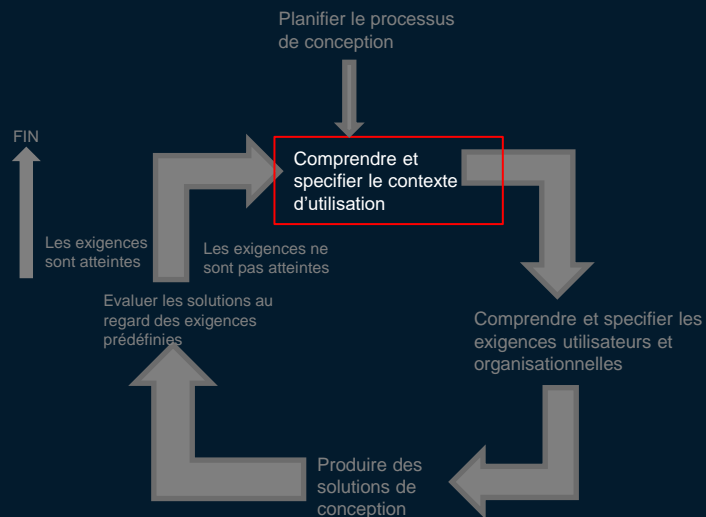 Planifier le processus
de conception
FIN
Comprendre et
specifier le contexte
d'utilisation
Les exigences
sont atteintes
Les exigences ne
sont pas atteintes
Evaluer les solutions au
regard des exigences
prédéfinies
Comprendre et specifier les
exigences utilisateurs et
organisationnelles
Produire des
solutions de
conception